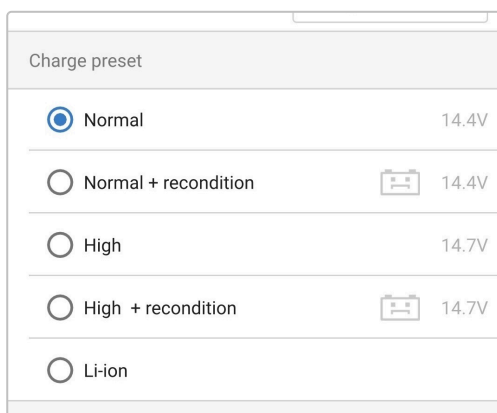 Charge preset
Normal 14.4V
Normal + recondition 14.4V
High 14.7V
High + recondition 14.7V
Li-ion